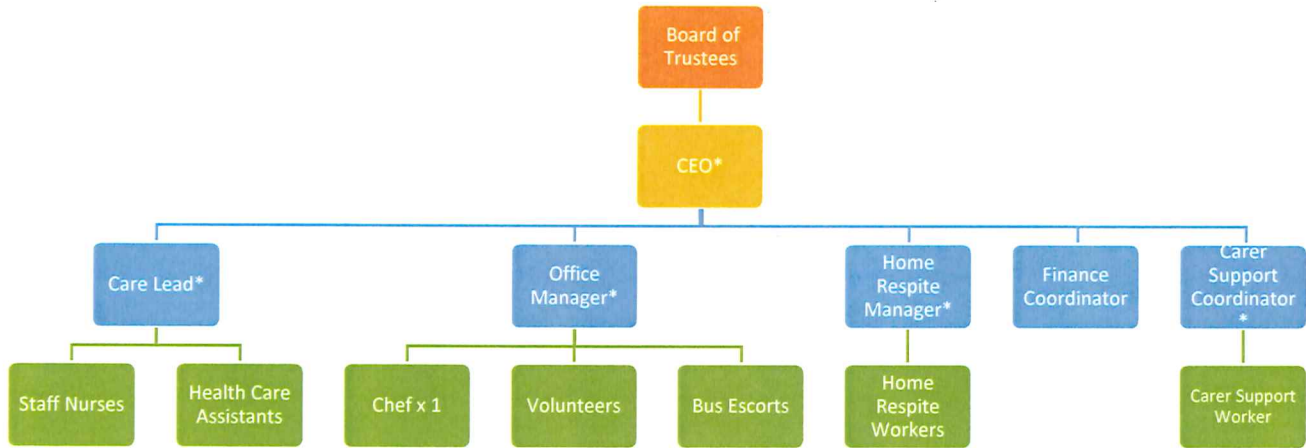 Board of
Trustees
CEO*
Care Lead*
Office
Manager*
Home
Respite
Manager*
Finance
Coordinator
Carer
Support
Coordinator
*
Staff Nurses
Health Care
Assistants
Chef x 1
Volunteers
Bus Escorts
Home
Respite
Workers
Carer Support
Worker